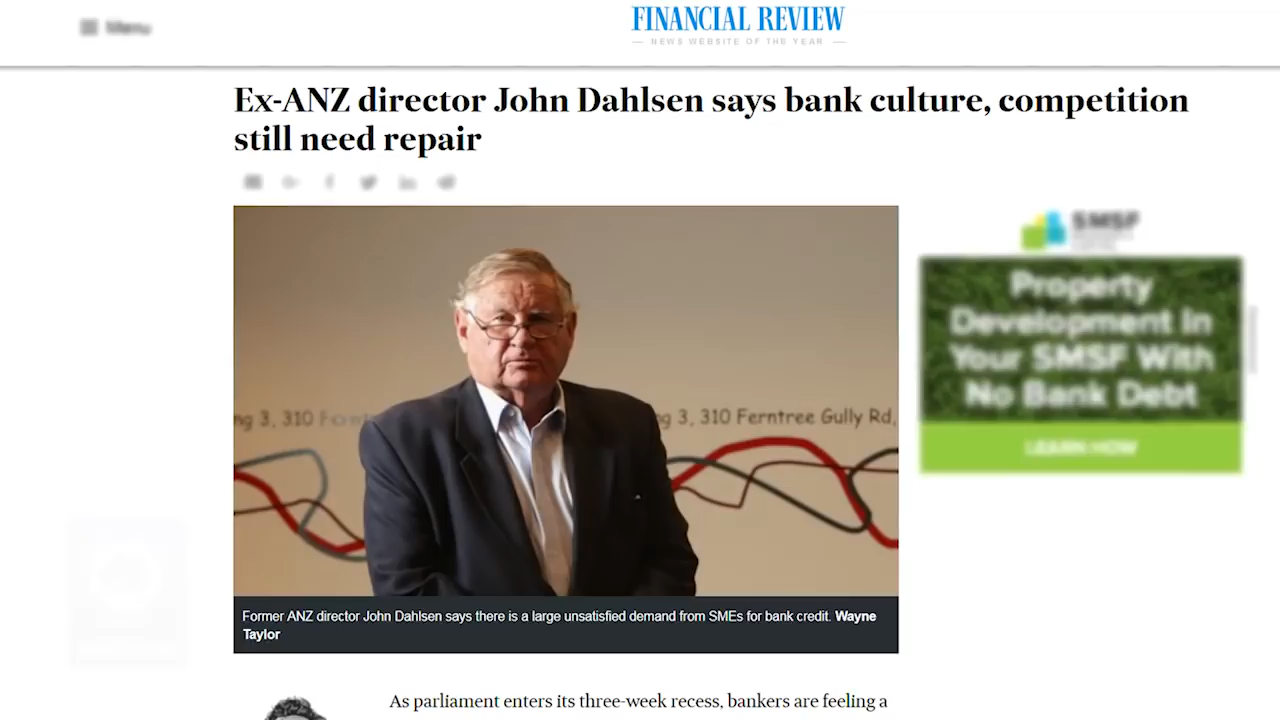 Menu
FINANCIAL REVIEW
NEWS WEBSITE OF THE YEAR
Ex-ANZ director John Dahlsen says bank culture, competition
still need repair
SMSF
Property
Development In
Your SMSF With
No Bank Debt
LEARN NOW
ng 3, 310
ng 3, 310 Ferntree Gully Rd,
Former ANZ director John Dahlsen says there is a large unsatisfied demand from SMEs for bank credit. Wayne
Taylor
As parliament enters its three-week recess, bankers are feeling a